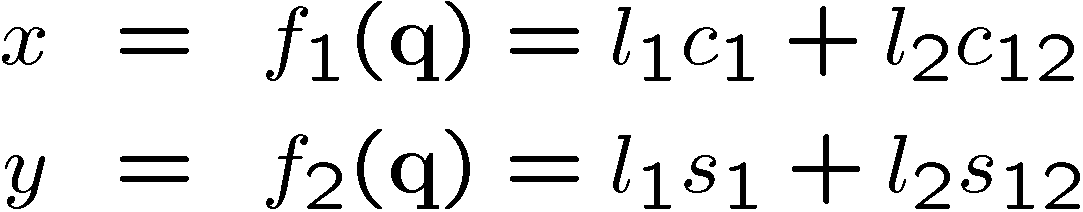 x = f₁(q) = l₁c₁ + l₂c₁₂
y = f₂(q) = l₁s₁ + l₂s₁₂